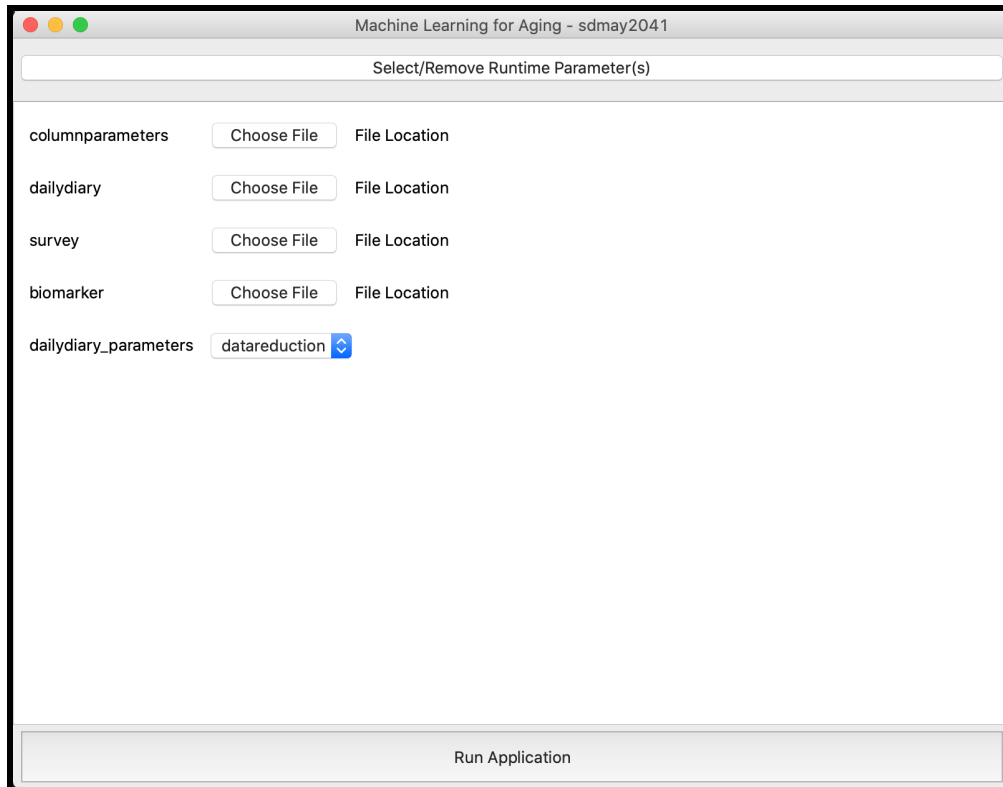 Machine Learning for Aging - sdmay2041
Select/Remove Runtime Parameter(s)
columnparameters Choose File File Location
dailydiary Choose File File Location
survey Choose File File Location
biomarker Choose File File Location
dailydiary_parameters datareduction
Run Application